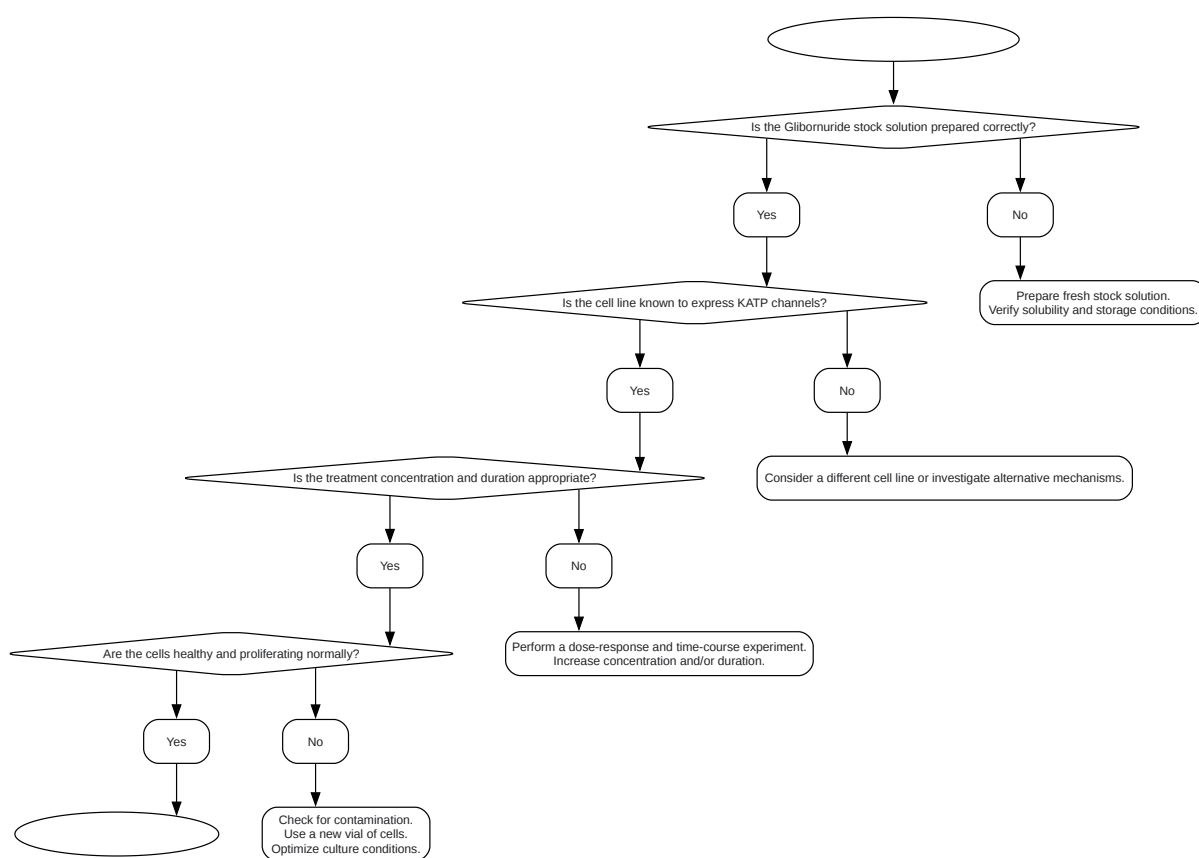 Is the Glibornuride stock solution prepared correctly?
Yes
No
Prepare fresh stock solution.
Verify solubility and storage conditions.
Is the cell line known to express KATP channels?
Yes
No
Consider a different cell line or investigate alternative mechanisms.
Is the treatment concentration and duration appropriate?
Yes
No
Perform a dose-response and time-course experiment.
Increase concentration and/or duration.
Are the cells healthy and proliferating normally?
Yes
No
Check for contamination.
Use a new vial of cells.
Optimize culture conditions.